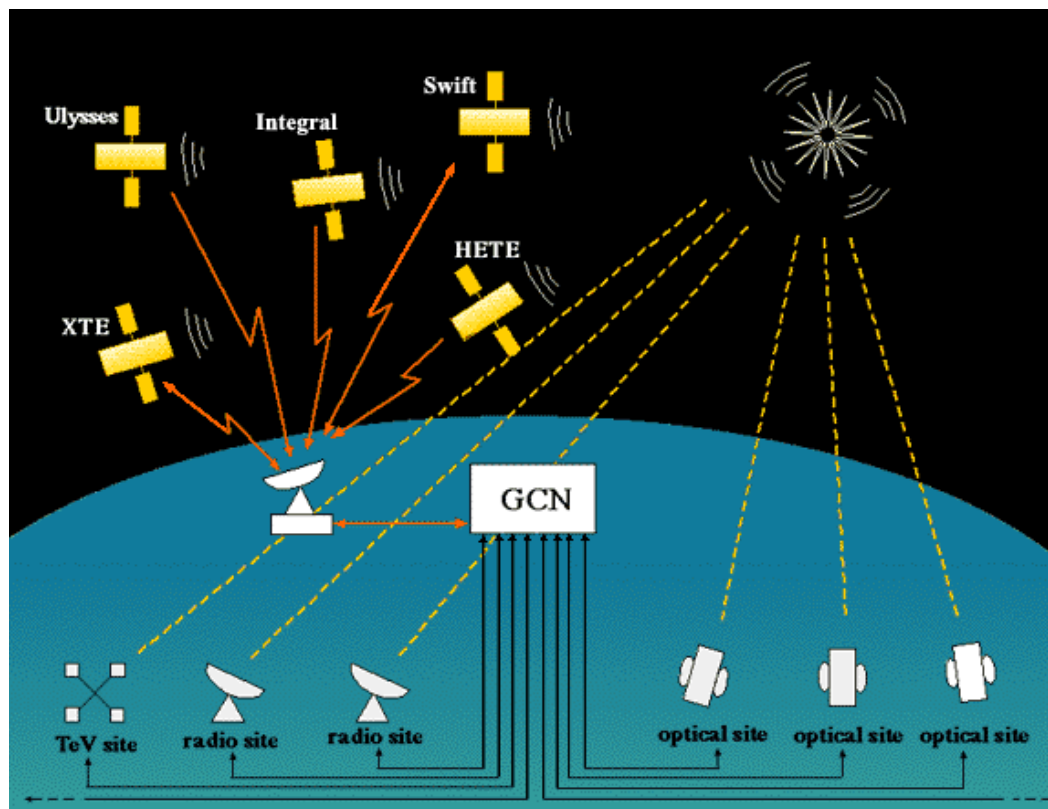 Swift
Ulysses
Integral
HETE
XTE
GCN
TeV site
radio site
radio site
optical site
optical site
optical site